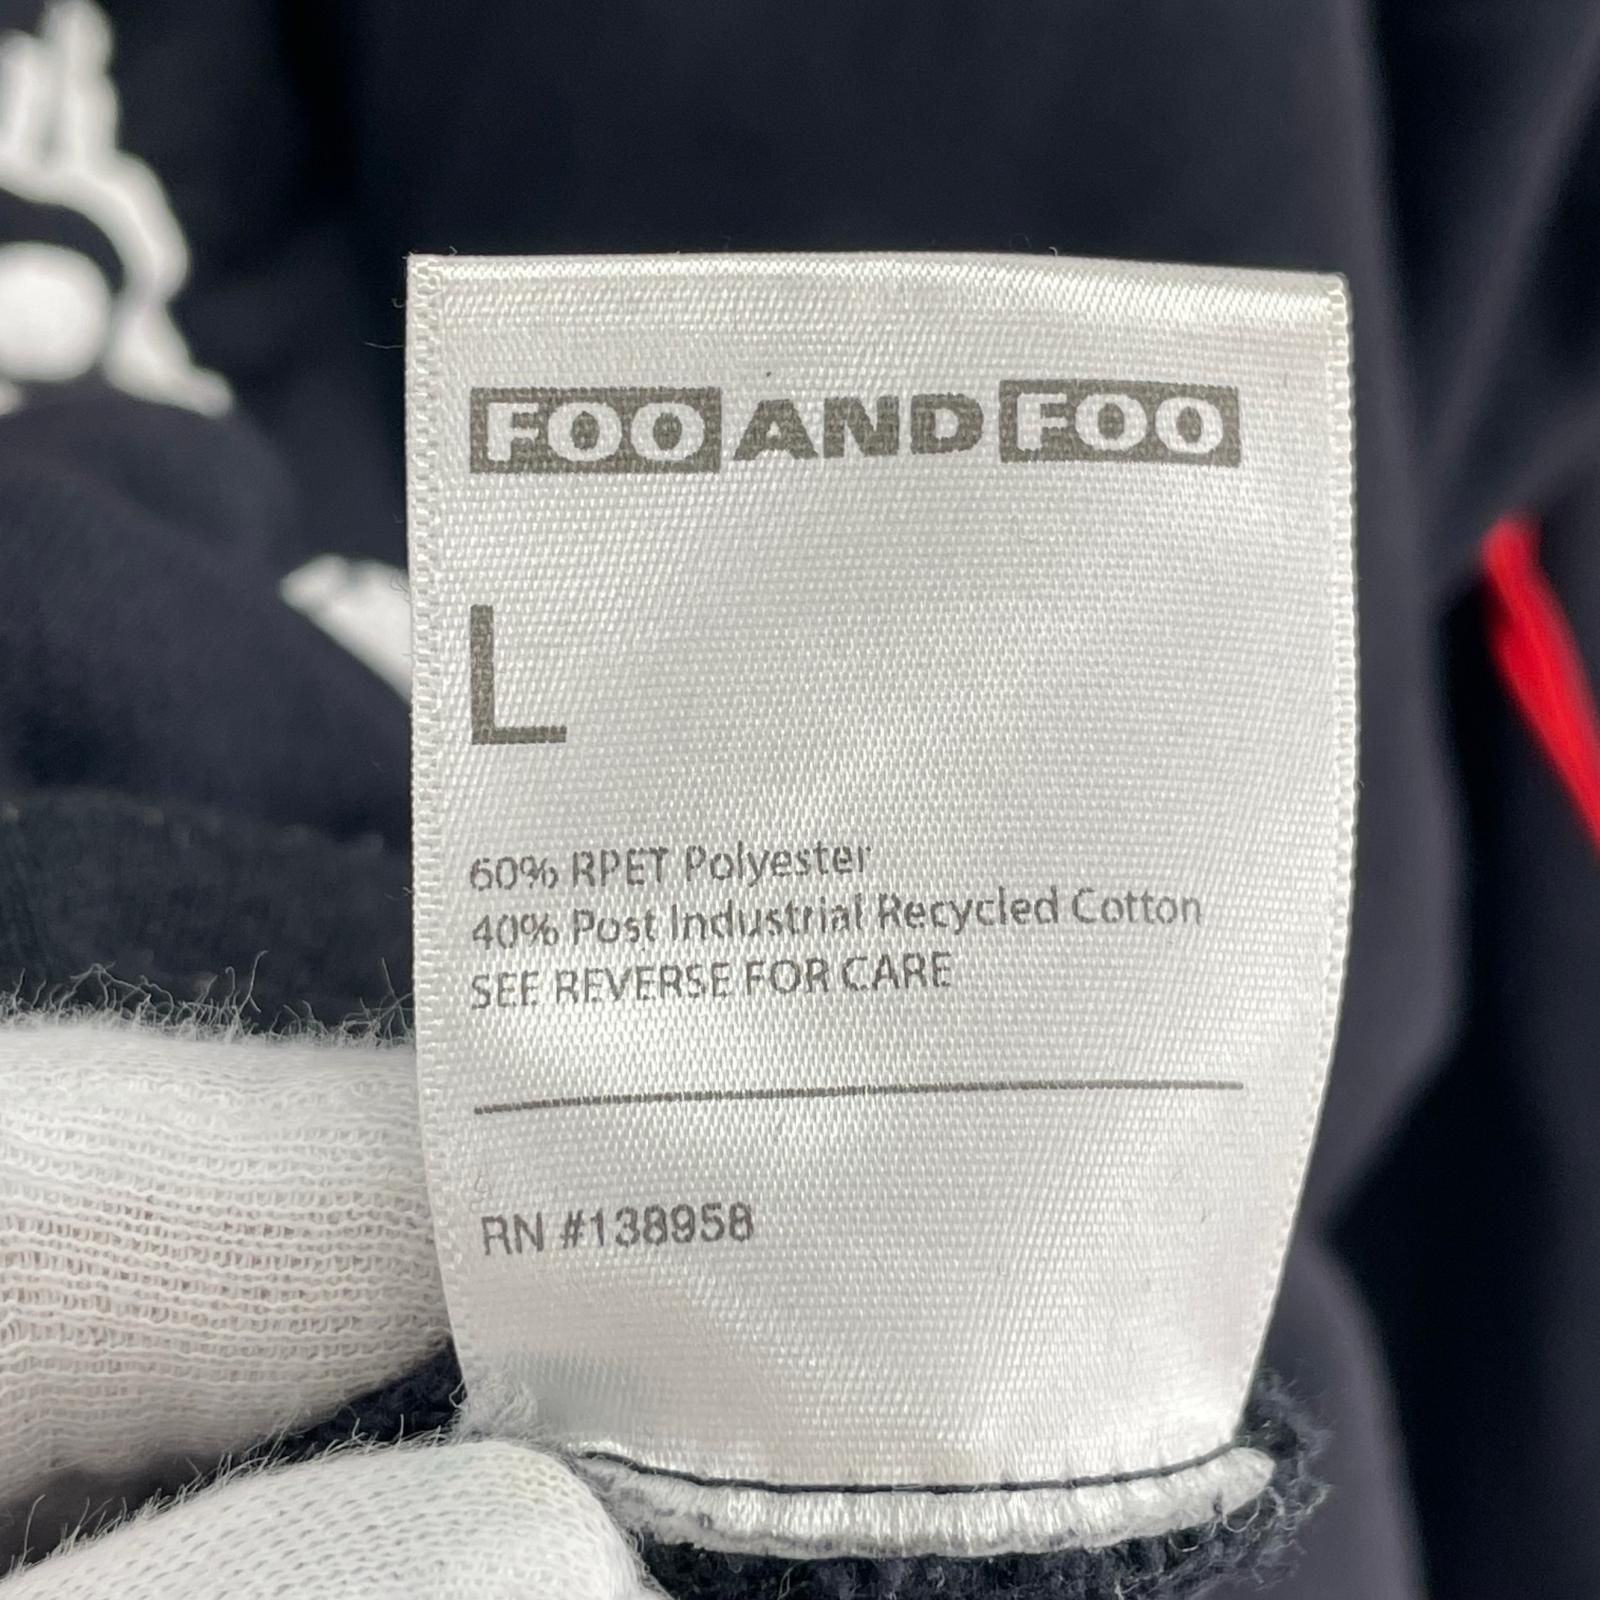 FOO AND FOO
L
60% RPET Polyester
40% Post Industrial Recycled Cotton
SEE REVERSE FOR CARE
RN #138958